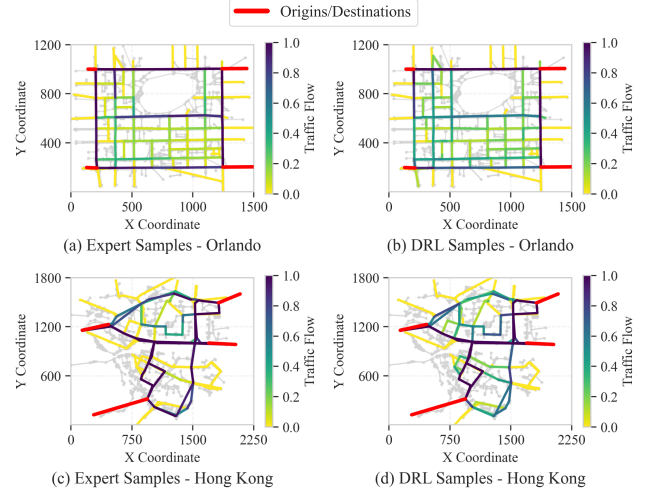 Origins/Destinations
1200
800
400
Y Coordinate
0 500 1000 1500
X Coordinate
1.0
0.8
0.6
0.4
0.2
0.0
Traffic Flow
(a) Expert Samples - Orlando
1200
800
400
Y Coordinate
0 500 1000 1500
X Coordinate
1.0
0.8
0.6
0.4
0.2
0.0
Traffic Flow
(b) DRL Samples - Orlando
1800
1200
600
Y Coordinate
0 750 1500 2250
X Coordinate
1.0
0.8
0.6
0.4
0.2
0.0
Traffic Flow
(c) Expert Samples - Hong Kong
1800
1200
600
Y Coordinate
0 750 1500 2250
X Coordinate
1.0
0.8
0.6
0.4
0.2
0.0
Traffic Flow
(d) DRL Samples - Hong Kong